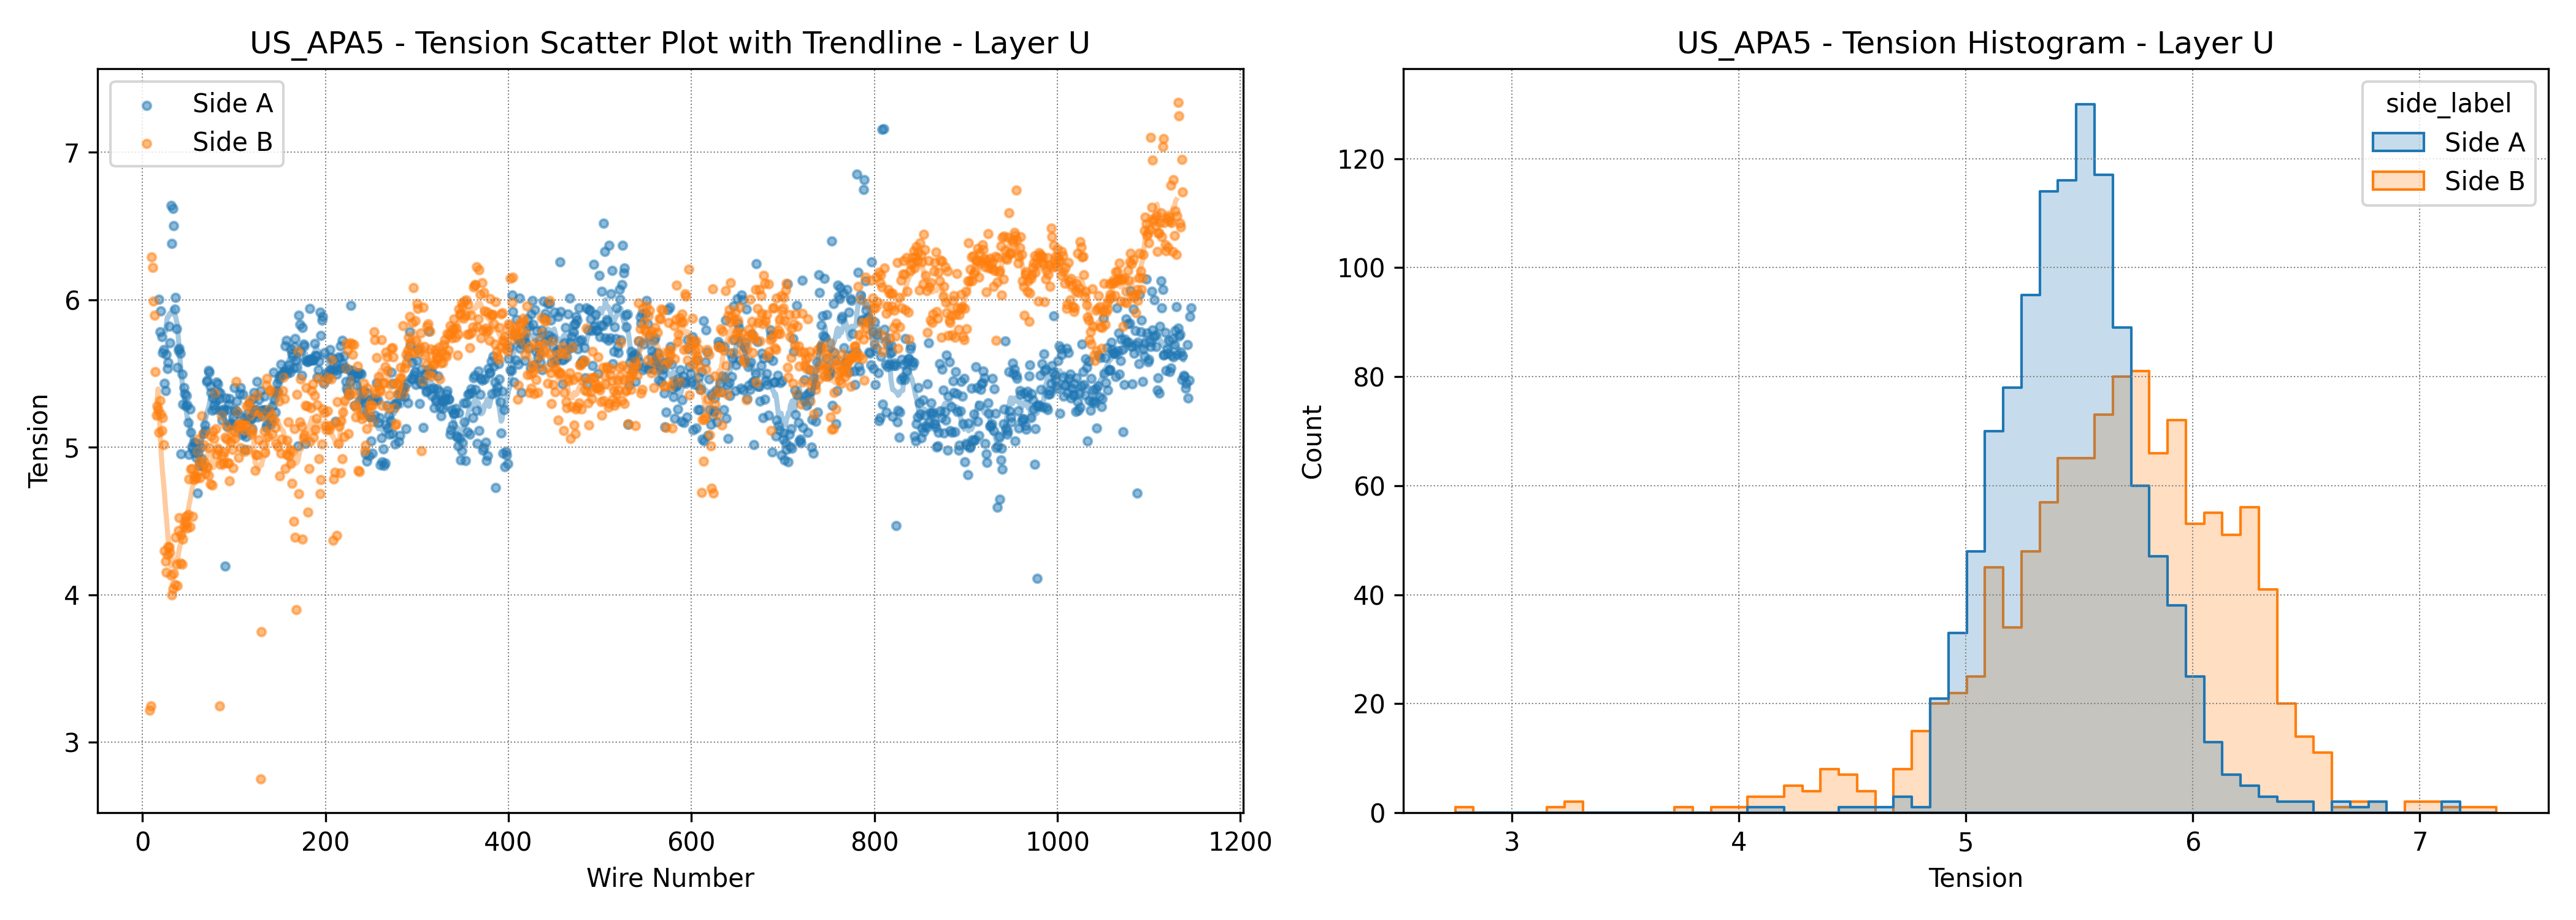 US_APA5 - Tension Scatter Plot with Trendline - Layer U
Side A
Side B
7
6
5
4
3
Tension
0
200
400
600
800
1000
1200
Wire Number
US_APA5 - Tension Histogram - Layer U
side_label
Side A
Side B
120
100
80
60
40
20
0
Count
3
4
5
6
7
Tension